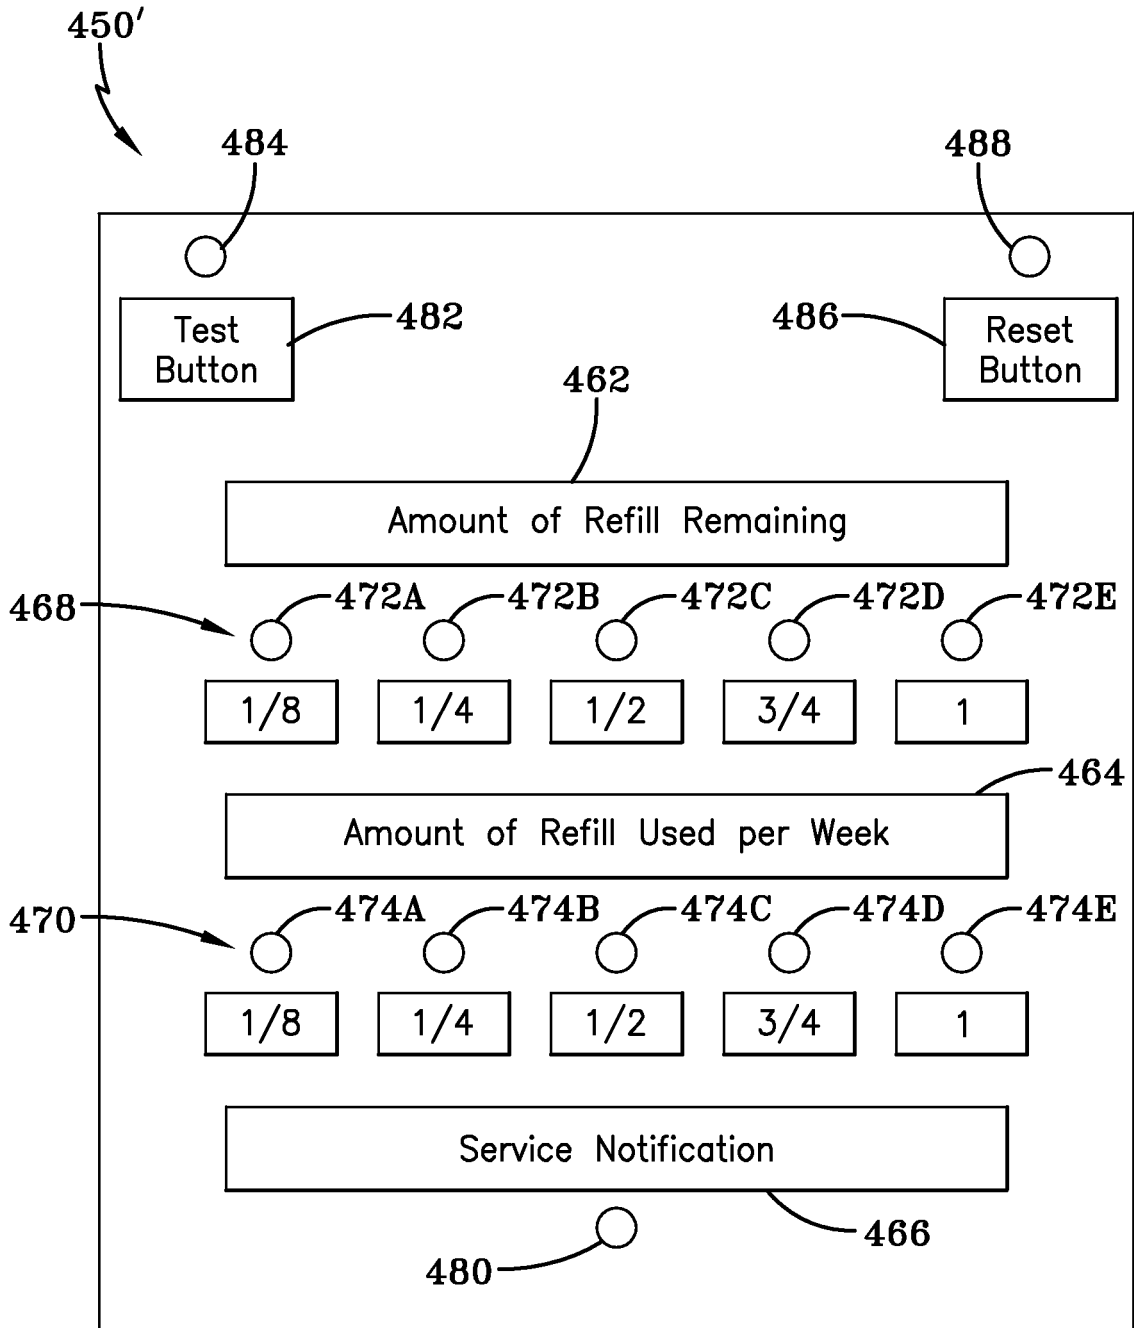 450′
484
488
Test
Button
482
486
Reset
Button
462
Amount of Refill Remaining
468
472A 472B 472C 472D 472E
1/8 1/4 1/2 3/4 1
464
Amount of Refill Used per Week
470
474A 474B 474C 474D 474E
1/8 1/4 1/2 3/4 1
Service Notification
466
480